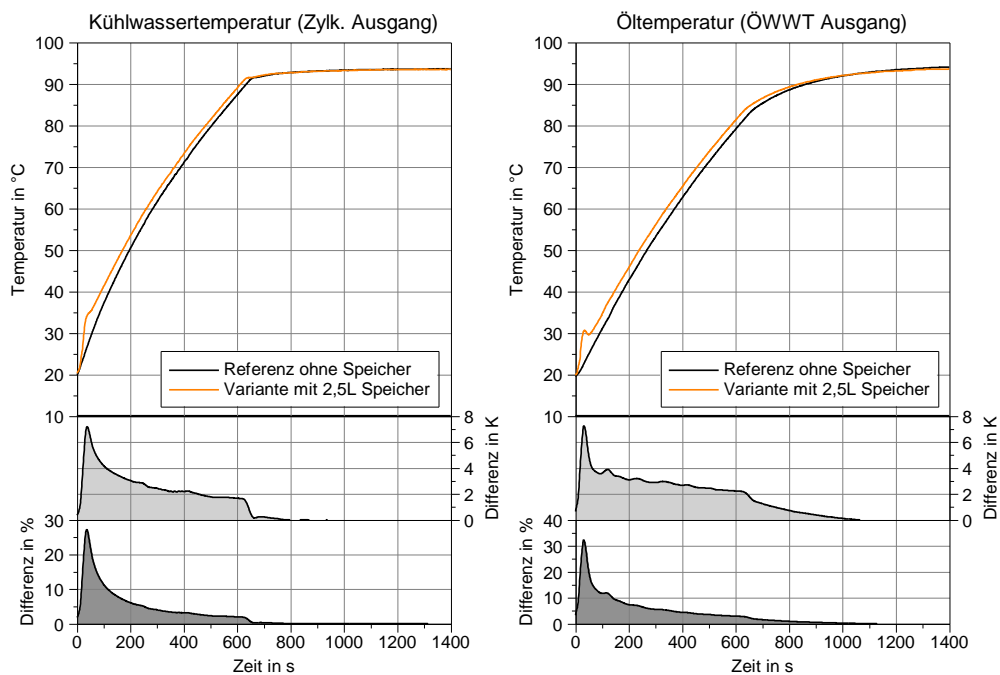 Kühlwassertemperatur (Zylk. Ausgang)
100
90
80
70
60
50
40
30
20
10
Temperatur in °C
Referenz ohne Speicher
Variante mit 2,5L Speicher
8
6
4
2
0
Differenz in K
30
20
10
0
Differenz in %
0 200 400 600 800 1000 1200 1400
Zeit in s
Öltemperatur (ÖWWT Ausgang)
100
90
80
70
60
50
40
30
20
10
Temperatur in °C
Referenz ohne Speicher
Variante mit 2,5L Speicher
8
6
4
2
0
Differenz in K
40
30
20
10
0
Differenz in %
0 200 400 600 800 1000 1200 1400
Zeit in s